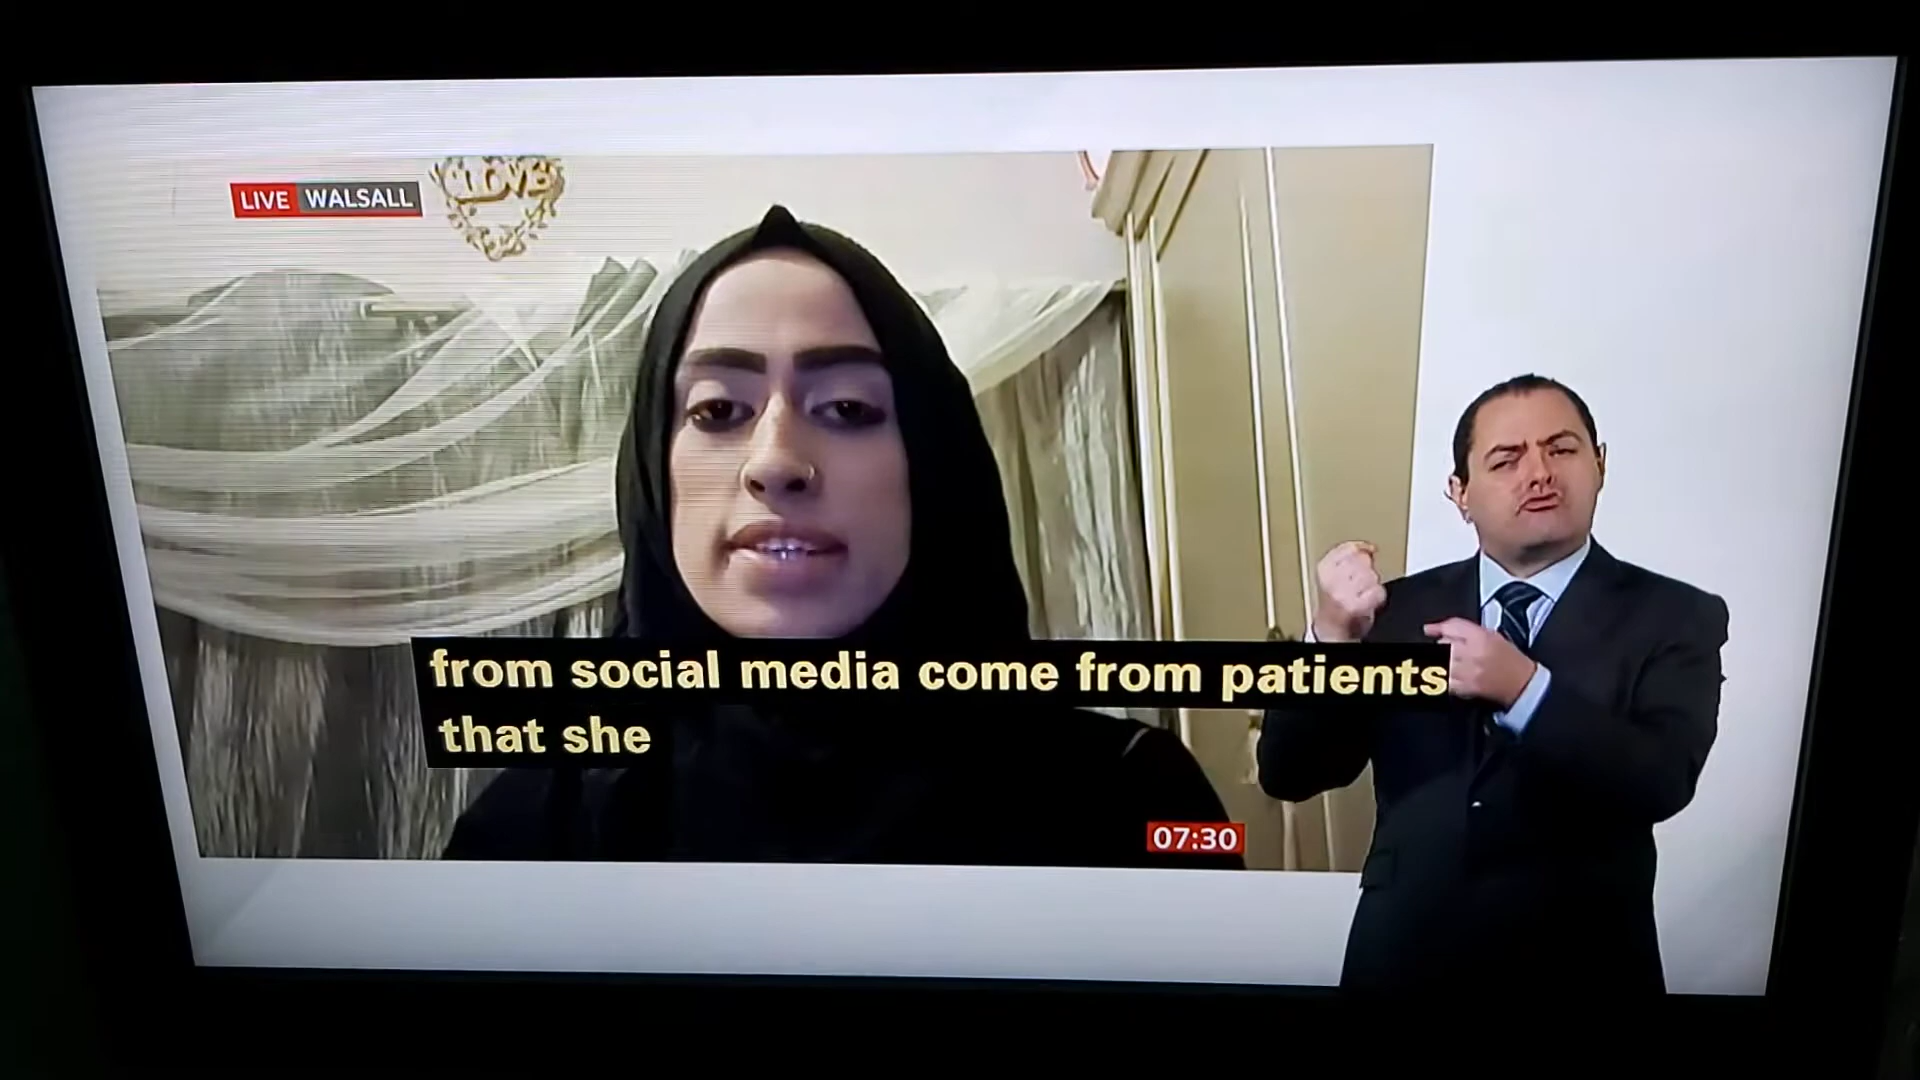 LIVE WALSALL
LOVE
from social media come from patients
that she
07:30